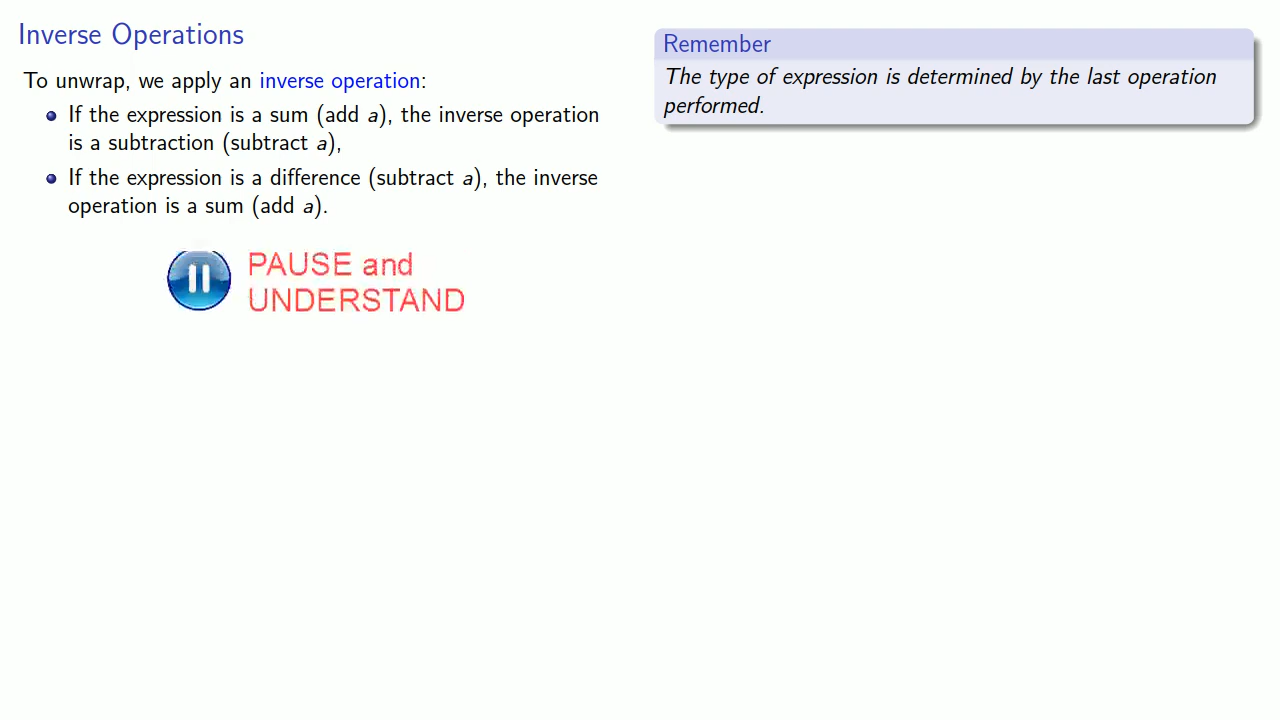 Inverse Operations
To unwrap, we apply an inverse operation:
If the expression is a sum (add a), the inverse operation
is a subtraction (subtract a),
If the expression is a difference (subtract a), the inverse
operation is a sum (add a).
PAUSE and
UNDERSTAND
Remember
The type of expression is determined by the last operation
performed.